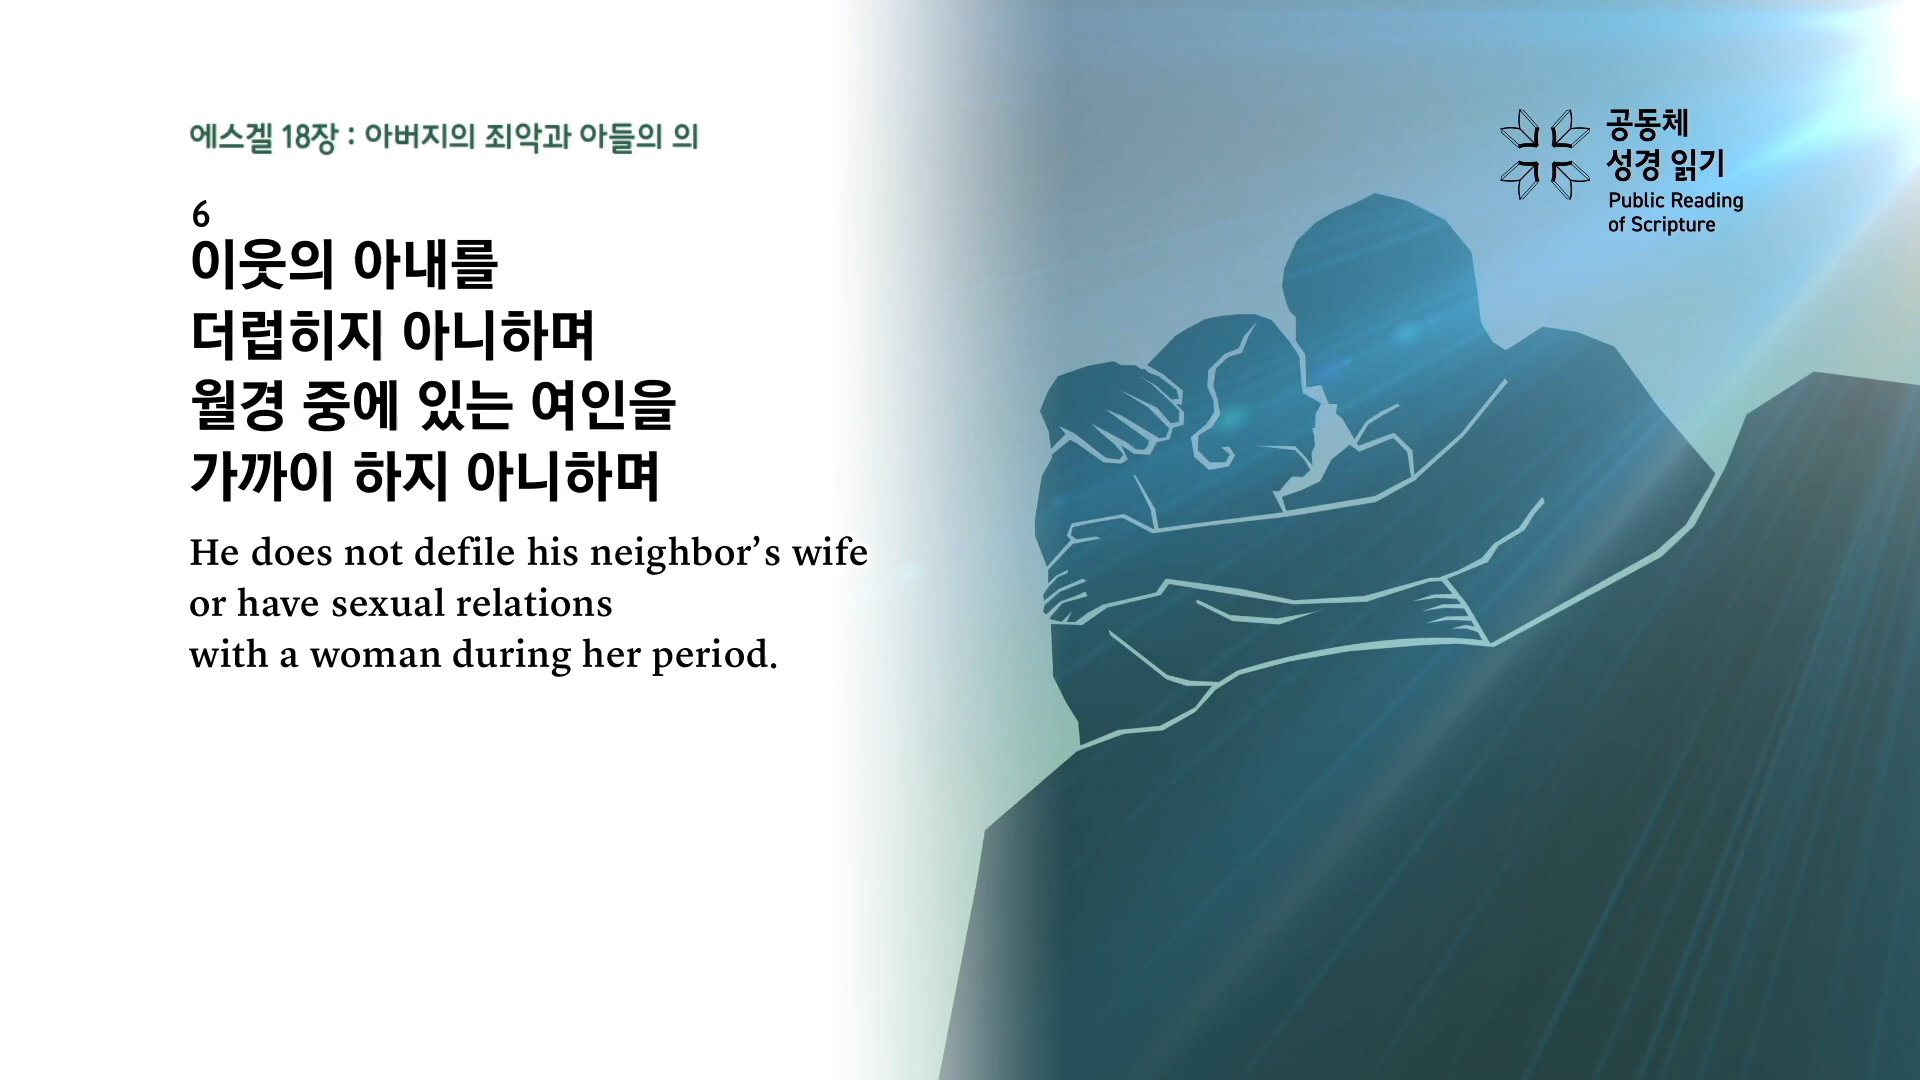 에스겔 18장 : 아버지의 죄악과 아들의 의
공동체
성경 읽기
Public Reading
of Scripture
6
이웃의 아내를
더럽히지 아니하며
월경 중에 있는 여인을
가까이 하지 아니하며
He does not defile his neighbor’s wife
or have sexual relations
with a woman during her period.